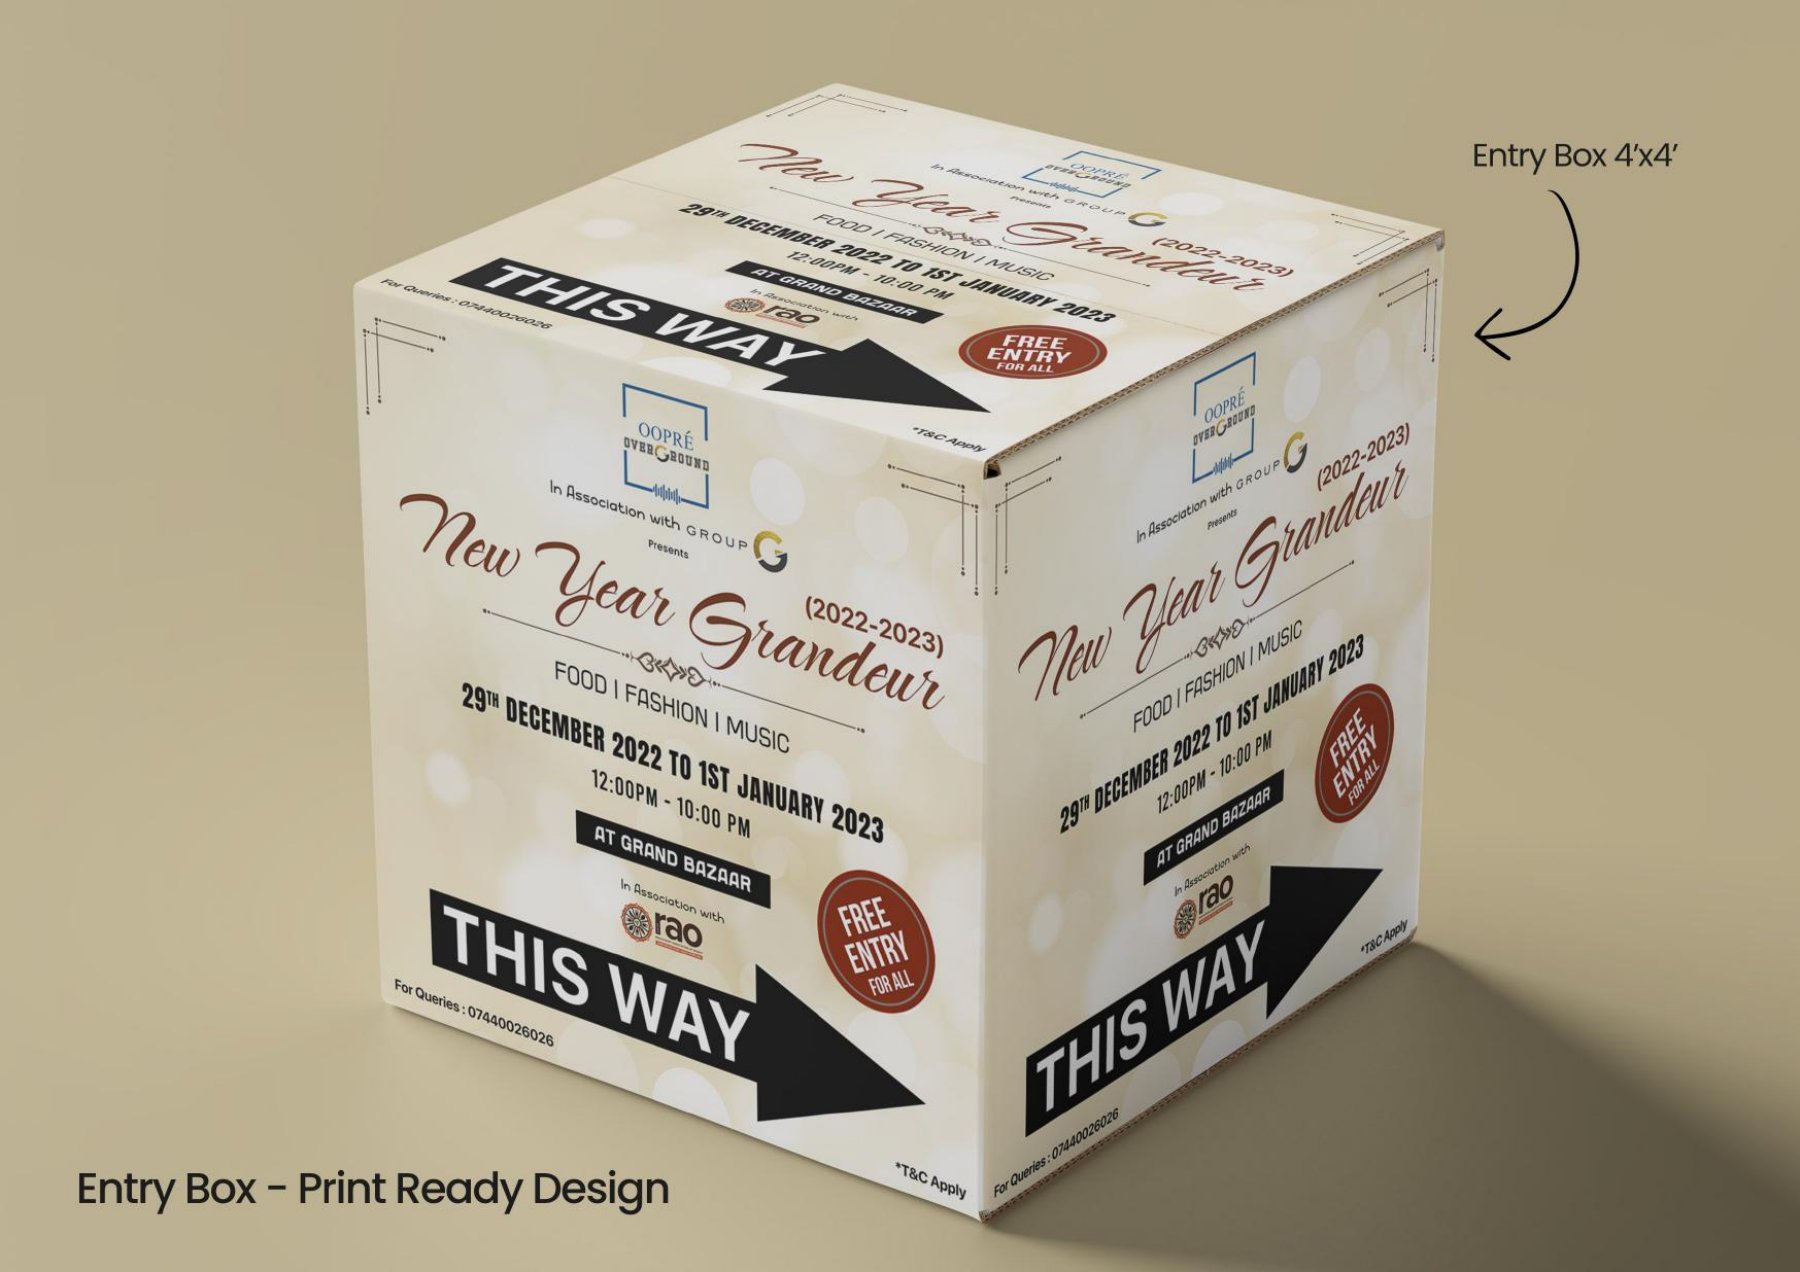 Entry Box 4'x4'
OOPRÉ
OVERGROUND
In Association with GROUP G
Presents
New Year Grandeur
(2022-2023)
FOOD | FASHION | MUSIC
29TH DECEMBER 2022 TO 1ST JANUARY 2023
12:00PM - 10:00 PM
AT GRAND BAZAAR
In Association with
rao
FREE
ENTRY
FOR ALL
THIS WAY
For Queries : 07440026026
*T&C Apply
OOPRÉ
OVERGROUND
In Association with GROUP G
Presents
New Year Grandeur
(2022-2023)
FOOD | FASHION | MUSIC
29TH DECEMBER 2022 TO 1ST JANUARY 2023
12:00PM - 10:00 PM
AT GRAND BAZAAR
In Association with
rao
FREE
ENTRY
FOR ALL
THIS WAY
For Queries : 07440026026
*T&C Apply
OOPRÉ
OVERGROUND
In Association with GROUP G
Presents
(2022-2023)
New Year Grandeur
FOOD | FASHION | MUSIC
29TH DECEMBER 2022 TO 1ST JANUARY 2023
12:00PM - 10:00 PM
AT GRAND BAZAAR
In Association with
rao
FREE
ENTRY
FOR ALL
THIS WAY
For Queries : 07440026026
*T&C Apply
Entry Box - Print Ready Design